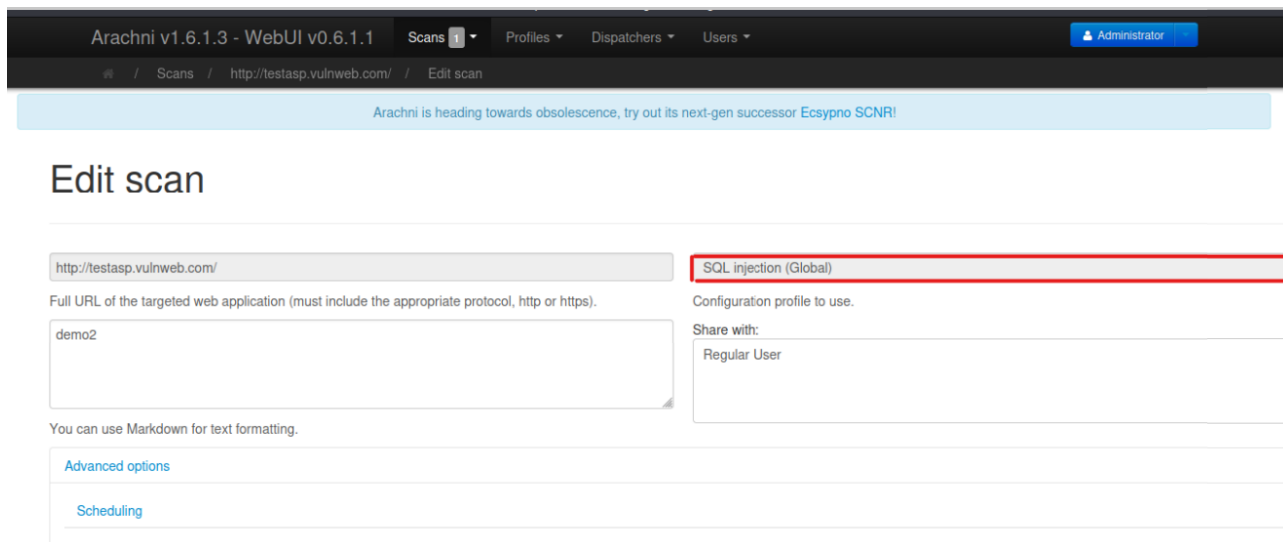 Arachni v1.6.1.3 - WebUI v0.6.1.1 Scans 1 Profiles Dispatchers Users Administrator
/ Scans / http://testasp.vulnweb.com/ / Edit scan
Arachni is heading towards obsolescence, try out its next-gen successor Ecsypno SCNR!
Edit scan
http://testasp.vulnweb.com/ SQL injection (Global)
Full URL of the targeted web application (must include the appropriate protocol, http or https). Configuration profile to use.
Share with:
demo2 Regular User
You can use Markdown for text formatting.
Advanced options
Scheduling